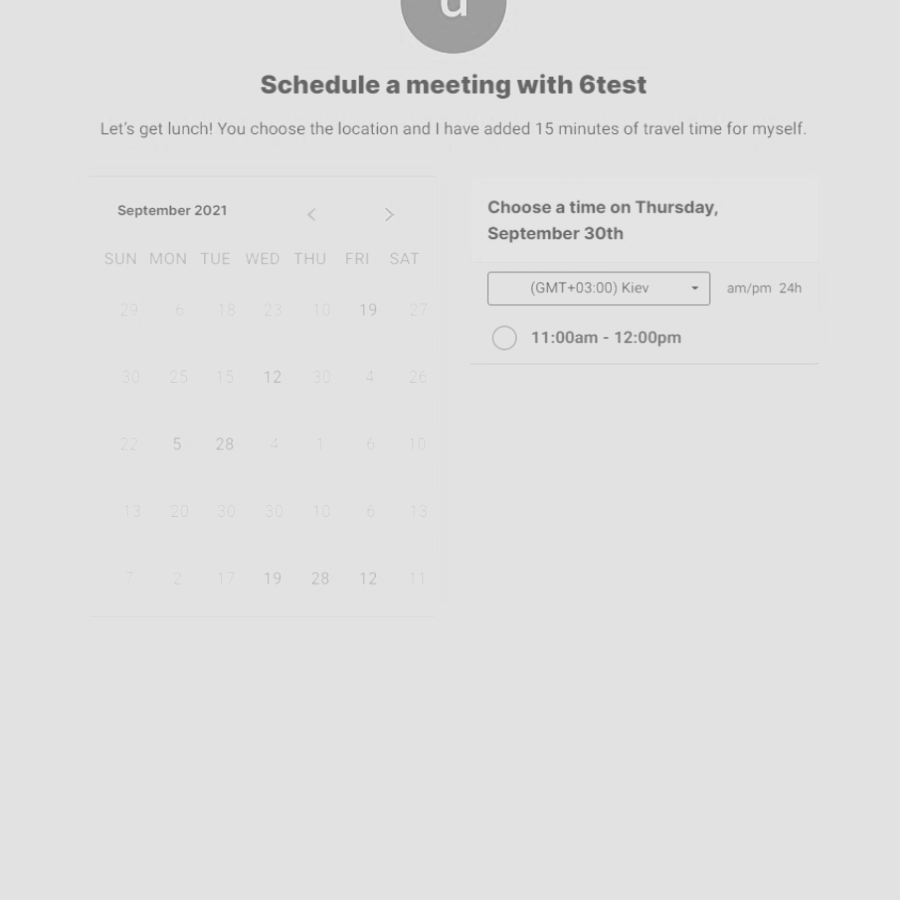 d
Schedule a meeting with 6test
Let's get lunch! You choose the location and I have added 15 minutes of travel time for myself.
September 2021
SUN MON TUE WED THU FRI SAT
29 6 18 23 10 19 27
30 25 15 12 30 4 26
22 5 28 4 1 6 10
13 20 30 30 10 6 13
7 2 17 19 28 12 11
Choose a time on Thursday,
September 30th
(GMT+03:00) Kiev am/pm 24h
11:00am - 12:00pm